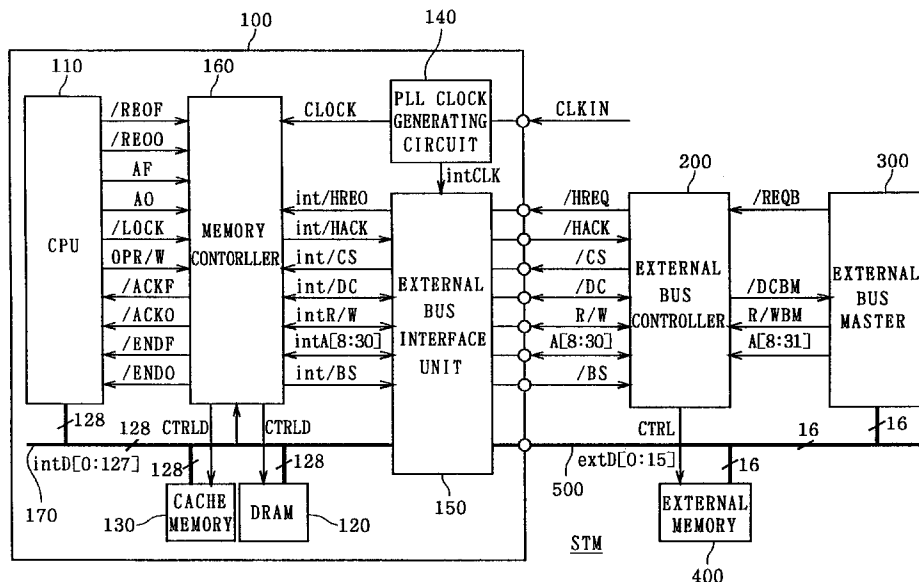 100
140
110
160
PLL CLOCK
GENERATING
CIRCUIT
CLOCK
CLKIN
intCLK
/REOF
/REOO
AF
AO
/LOCK
OPR/W
/ACKF
/ACKO
/ENDF
/ENDO
CPU
MEMORY
CONTORLLER
int/HREO
int/HACK
int/CS
int/DC
intR/W
intA[8:30]
int/BS
EXTERNAL
BUS
INTERFACE
UNIT
/HREQ
/HACK
/CS
/DC
R/W
A[8:30]
/BS
200
EXTERNAL
BUS
CONTROLLER
/REQB
/DCBM
R/WBM
A[8:31]
300
EXTERNAL
BUS
MASTER
128
128
CTRLD
CTRLD
CTRL
16
16
intD[0:127]
128
128
extD[0:15]
500
16
170
130
CACHE
MEMORY
DRAM
120
150
STM
EXTERNAL
MEMORY
400